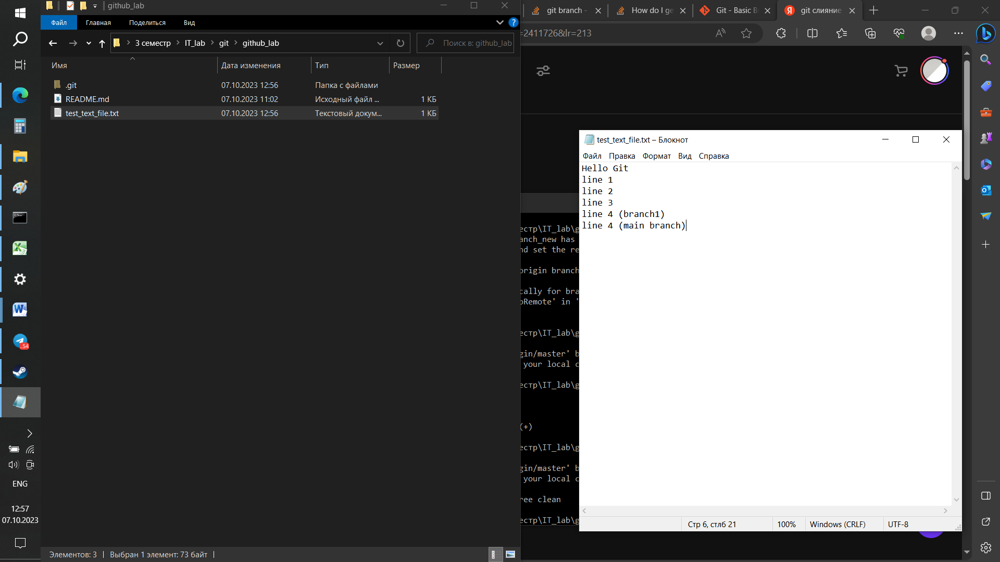 github_lab
Файл Главная Поделиться Вид
3 семестр IT_lab git github_lab
Поиск в: github_lab
Имя Дата изменения Тип Размер
.git 07.10.2023 12:56 Папка с файлами
README.md 07.10.2023 11:02 Исходный файл ... 1 КБ
test_text_file.txt 07.10.2023 12:56 Текстовый докум... 1 КБ
Элементов: 3 Выбран 1 элемент: 73 байт
.54
ENG
12:57
07.10.2023
git branch -
How do I ge
Git - Basic B
git слияние
=2411726&lr=213
естр\IT_lab\g
anch_new has
nd set the re
origin branch
cally for bra
oRemote' in '
естр\IT_lab\g
gin/master' b
your local c
естр\IT_lab\g
(+)
естр\IT_lab\g
gin/master' b
your local c
ree clean
естр\IT_lab\g
test_text_file.txt – Блокнот
Файл Правка Формат Вид Справка
Hello Git
line 1
line 2
line 3
line 4 (branch1)
line 4 (main branch)
Стр 6, стлб 21 100% Windows (CRLF) UTF-8